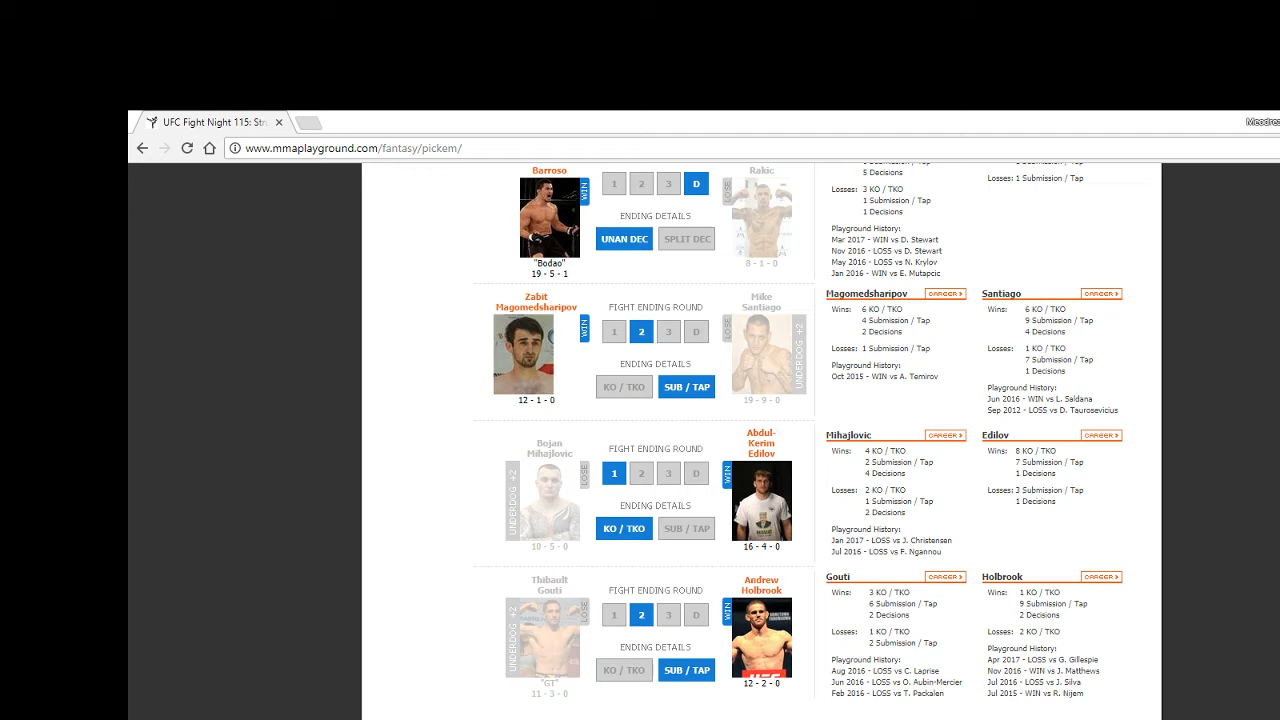 UFC Fight Night 115: Str
www.mmaplayground.com/fantasy/pickem/
Barroso
WIN
1 2 3 D
LOSE
Rakic
ENDING DETAILS
UNAN DEC SPLIT DEC
"Bodao"
19 - 5 - 1
8 - 1 - 0
5 Decisions
Losses: 3 KO / TKO
1 Submission / Tap
1 Decisions
Playground History:
Mar 2017 - WIN vs D. Stewart
Nov 2016 - LOSS vs D. Stewart
May 2016 - LOSS vs N. Krylov
Jan 2016 - WIN vs E. Mutapcic
Losses: 1 Submission / Tap
Zabit
Magomedsharipov
WIN
12 - 1 - 0
FIGHT ENDING ROUND
1 2 3 D
ENDING DETAILS
KO / TKO SUB / TAP
Mike
Santiago
LOSE
UNDERDOG +2
19 - 9 - 0
Magomedsharipov CAREER
Wins: 6 KO / TKO
4 Submission / Tap
2 Decisions
Losses: 1 Submission / Tap
Playground History:
Oct 2015 - WIN vs A. Temirov
Santiago CAREER
Wins: 6 KO / TKO
9 Submission / Tap
4 Decisions
Losses: 1 KO / TKO
7 Submission / Tap
1 Decisions
Playground History:
Jun 2016 - WIN vs L. Saldana
Sep 2012 - LOSS vs D. Taurosevicius
Bojan
Mihajlovic
UNDERDOG +2
LOSE
10 - 5 - 0
FIGHT ENDING ROUND
1 2 3 D
ENDING DETAILS
KO / TKO SUB / TAP
Abdul-
Kerim
Edilov
WIN
16 - 4 - 0
Mihajlovic CAREER
Wins: 4 KO / TKO
2 Submission / Tap
4 Decisions
Losses: 2 KO / TKO
1 Submission / Tap
2 Decisions
Playground History:
Jan 2017 - LOSS vs J. Christensen
Jul 2016 - LOSS vs F. Ngannou
Edilov CAREER
Wins: 8 KO / TKO
7 Submission / Tap
1 Decisions
Losses: 3 Submission / Tap
1 Decisions
Thibault
Gouti
UNDERDOG +2
LOSE
"GT"
11 - 3 - 0
FIGHT ENDING ROUND
1 2 3 D
ENDING DETAILS
KO / TKO SUB / TAP
Andrew
Holbrook
WIN
UFC
12 - 2 - 0
Gouti CAREER
Wins: 3 KO / TKO
6 Submission / Tap
2 Decisions
Losses: 1 KO / TKO
2 Submission / Tap
Playground History:
Aug 2016 - LOSS vs C. Laprise
Jun 2016 - LOSS vs O. Aubin-Mercier
Feb 2016 - LOSS vs T. Packalen
Holbrook CAREER
Wins: 1 KO / TKO
9 Submission / Tap
2 Decisions
Losses: 2 KO / TKO
Playground History:
Apr 2017 - LOSS vs G. Gillespie
Nov 2016 - WIN vs J. Matthews
Jul 2016 - LOSS vs J. Silva
Jul 2015 - WIN vs R. Nijem